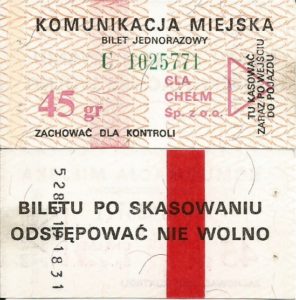 KOMUNIKACJA MIEJSKA
BILET JEDNORAZOWY
C 1025771
45 gr
CLA
CHEŁM
Sp. z o.o.
TU KASOWAĆ
ZARAZ PO WEJŚCIU
DO POJAZDU
ZACHOWAĆ DLA KONTROLI
BILETU PO SKASOWANIU
ODSTĘPOWAĆ NIE WOLNO